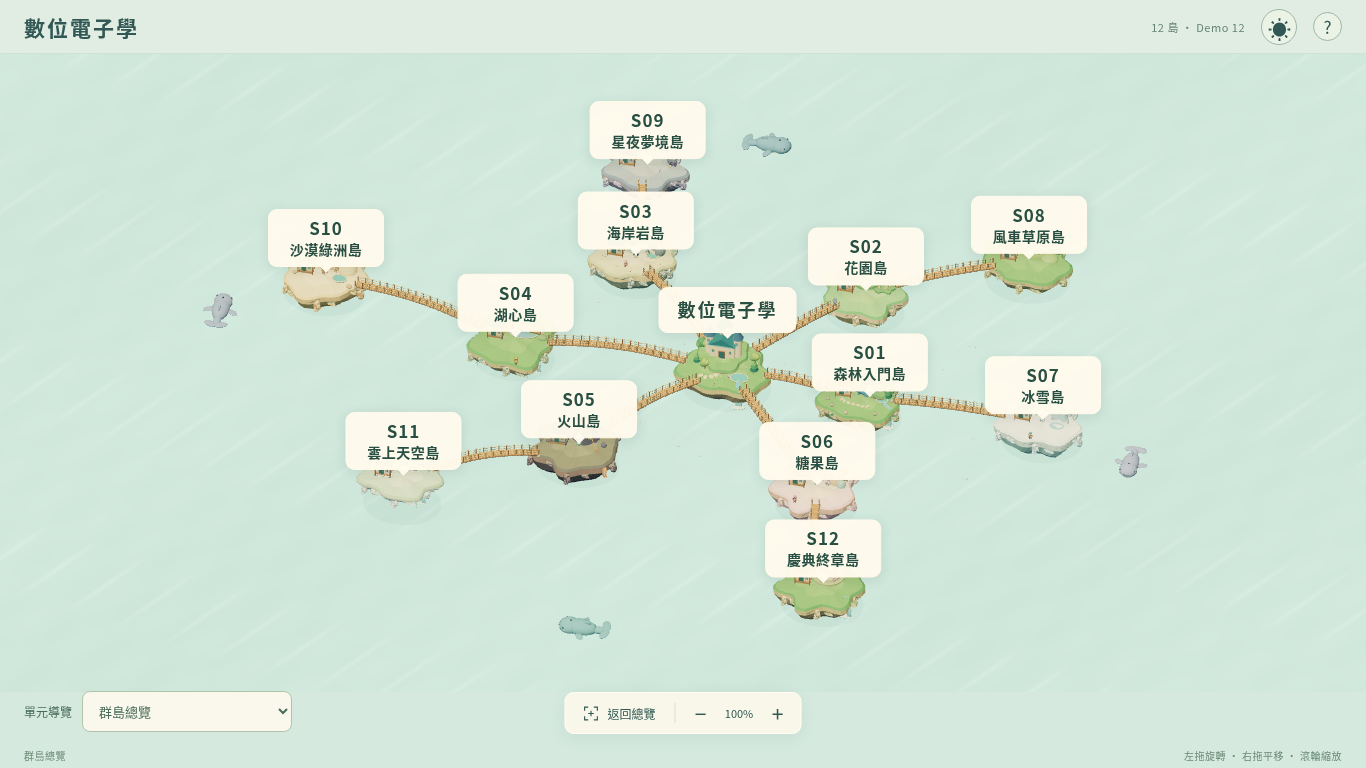 數位電子學
12 島 · Demo 12
?
S09
星夜夢境島
S03
海岸岩島
S10
沙漠綠洲島
S08
風車草原島
S02
花園島
S04
湖心島
數位電子學
S01
森林入門島
S07
冰雪島
S05
火山島
S11
雲上天空島
S06
糖果島
S12
慶典終章島
單元導覽 群島總覽
返回總覽 − 100% +
群島總覽
左拖旋轉 · 右拖平移 · 滾輪縮放